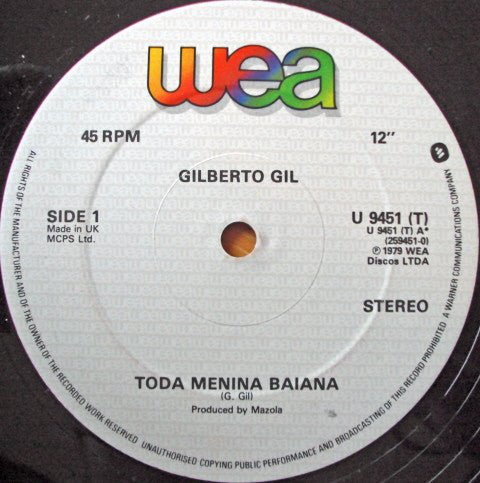 wea
45 RPM
12"
GILBERTO GIL
SIDE 1
Made in UK
MCPS Ltd.
U 9451 (T)
U 9451 (T) A*
(259451-0)
℗ 1979 WEA
Discos LTDA
STEREO
TODA MENINA BAIANA
(G. Gil)
Produced by Mazola
ALL RIGHTS OF THE MANUFACTURER AND OF THE OWNER OF THE RECORDED WORK RESERVED UNAUTHORISED COPYING PUBLIC PERFORMANCE AND BROADCASTING OF THIS RECORD PROHIBITED A WARNER COMMUNICATIONS COMPANY